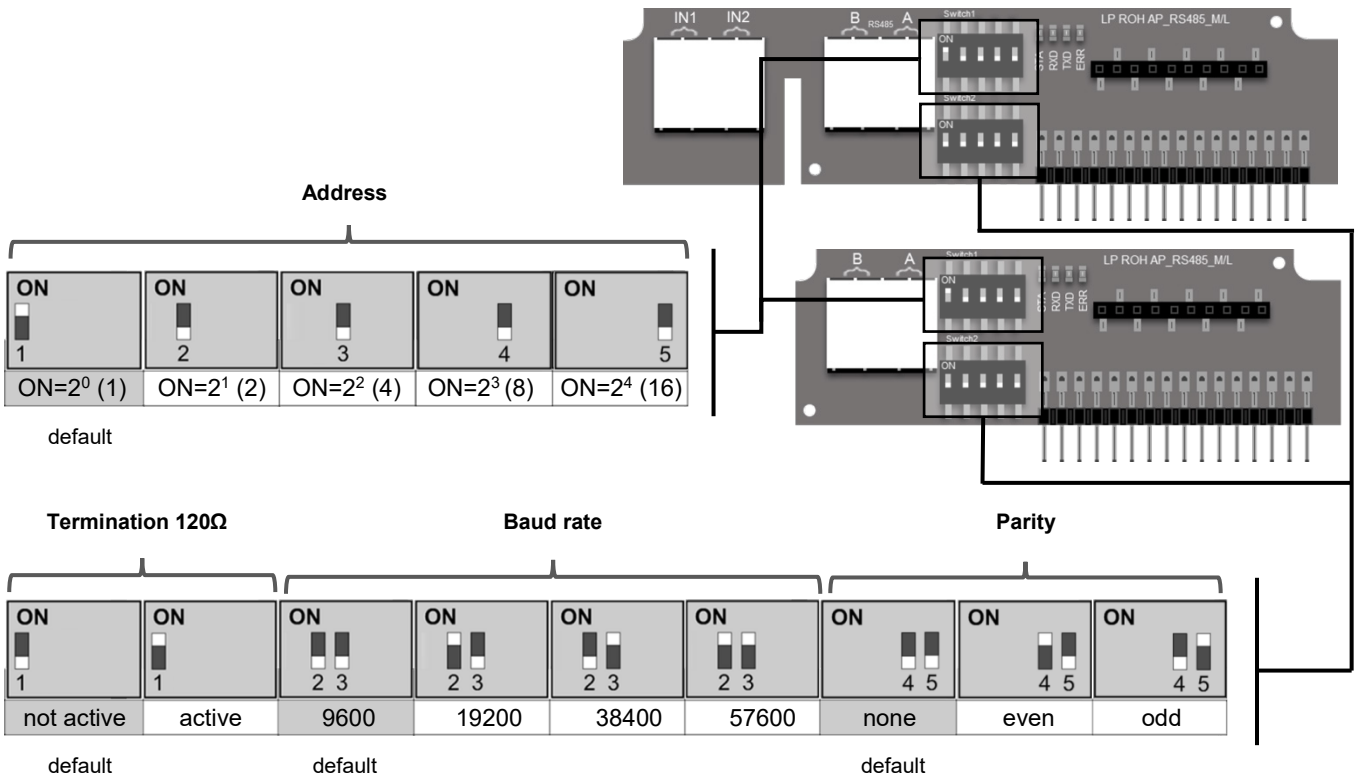 IN1 IN2
B RS485 A
Switch1
LP ROH AP_RS485_M/L
ON
STA
RXD
TXD
ERR
Switch2
ON
B A
Switch1
LP ROH AP_RS485_M/L
ON
STA
RXD
TXD
ERR
Switch2
ON
Address
ON ON ON ON ON
1 2 3 4 5
ON=2⁰ (1) ON=2¹ (2) ON=2² (4) ON=2³ (8) ON=2⁴ (16)
default
Termination 120Ω Baud rate Parity
ON ON ON ON ON ON ON ON ON
1 1 2 3 2 3 2 3 2 3 4 5 4 5 4 5
not active active 9600 19200 38400 57600 none even odd
default default default